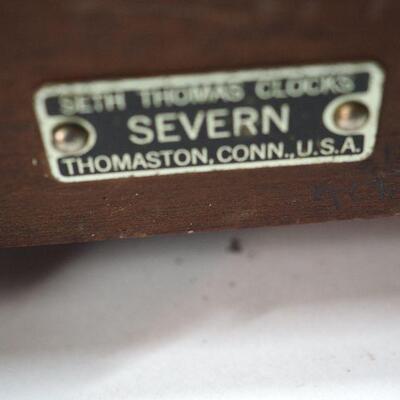 SETH THOMAS CLOCKS
SEVERN
THOMASTON, CONN., U.S.A.